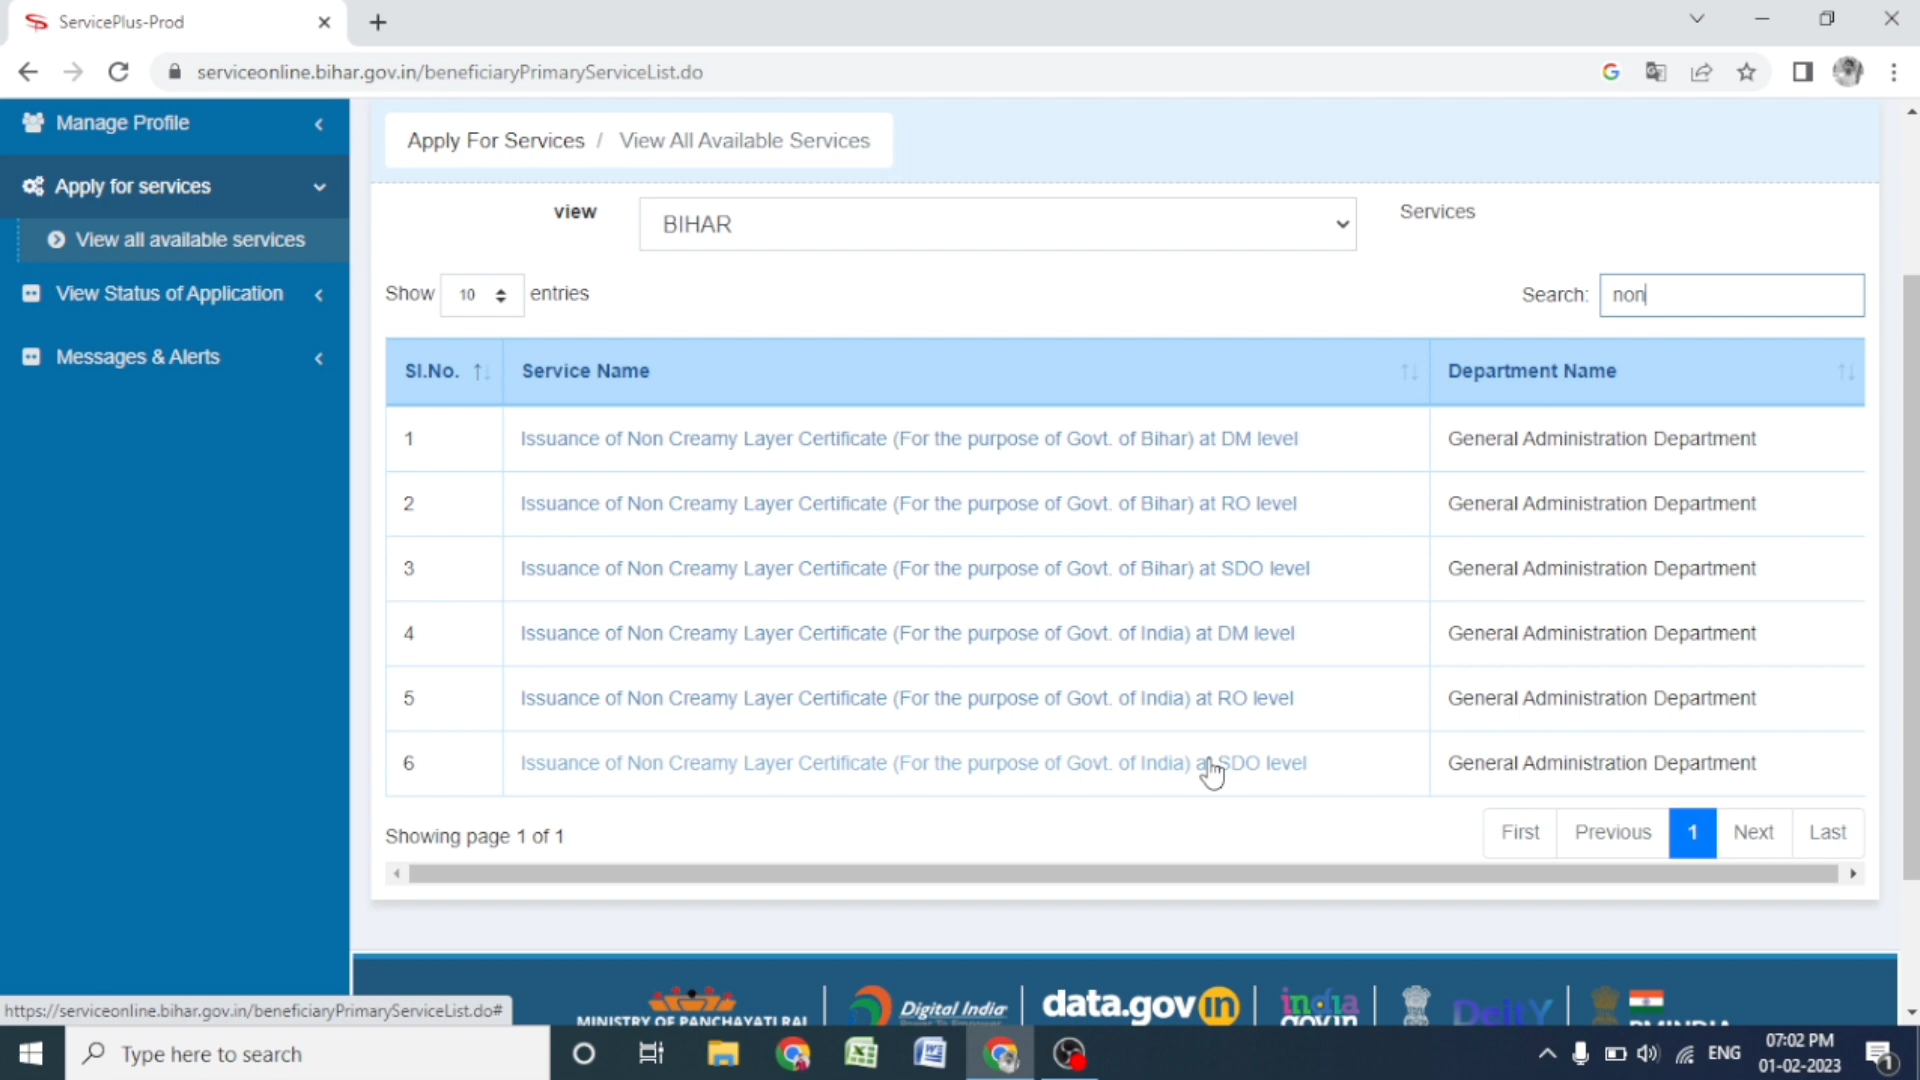 ServicePlus-Prod
serviceonline.bihar.gov.in/beneficiaryPrimaryServiceList.do
Manage Profile
Apply for services
View all available services
View Status of Application
Messages & Alerts
Apply For Services / View All Available Services
view BIHAR Services
Show 10 entries
Search: non
Sl.No. Service Name Department Name
1 Issuance of Non Creamy Layer Certificate (For the purpose of Govt. of Bihar) at DM level General Administration Department
2 Issuance of Non Creamy Layer Certificate (For the purpose of Govt. of Bihar) at RO level General Administration Department
3 Issuance of Non Creamy Layer Certificate (For the purpose of Govt. of Bihar) at SDO level General Administration Department
4 Issuance of Non Creamy Layer Certificate (For the purpose of Govt. of India) at DM level General Administration Department
5 Issuance of Non Creamy Layer Certificate (For the purpose of Govt. of India) at RO level General Administration Department
6 Issuance of Non Creamy Layer Certificate (For the purpose of Govt. of India) at SDO level General Administration Department
Showing page 1 of 1
First Previous 1 Next Last
https://serviceonline.bihar.gov.in/beneficiaryPrimaryServiceList.do#
MINISTRY OF PANCHAYATI RAJ
Digital India
Power To Empower
data.gov in
india
gov.in
DeitY
PMINDIA
Type here to search
ENG
07:02 PM
01-02-2023
1